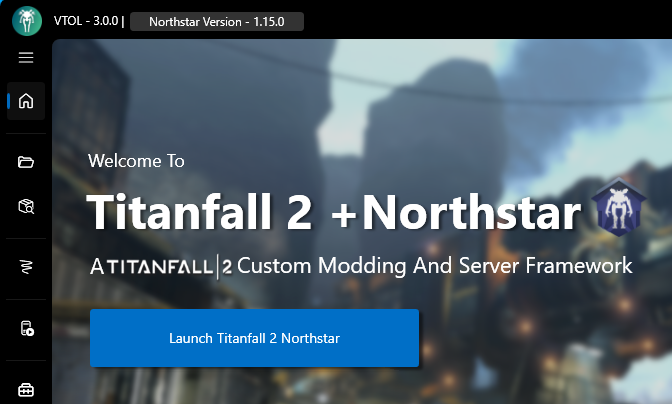 VTOL - 3.0.0 | Northstar Version - 1.15.0
Welcome To
Titanfall 2 +Northstar
A TITANFALL|2 Custom Modding And Server Framework
Launch Titanfall 2 Northstar